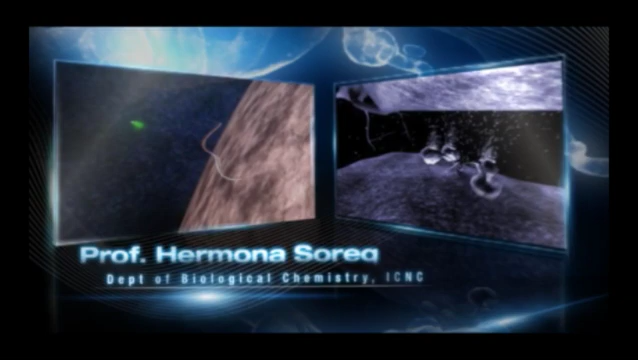 Prof. Hermona Soreq
Dept of Biological Chemistry, ICNC